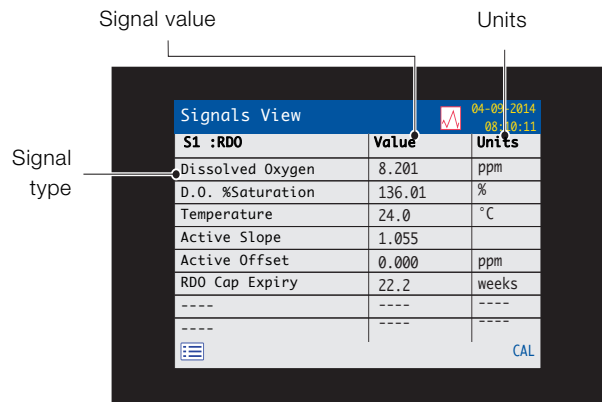 Signal value Units
Signals View 04-09-2014
08:10:11
S1 :RDO Value Units
Signal type
Dissolved Oxygen 8.201 ppm
D.O. %Saturation 136.01 %
Temperature 24.0 °C
Active Slope 1.055
Active Offset 0.000 ppm
RDO Cap Expiry 22.2 weeks
---- ---- ----
---- ---- ----
CAL